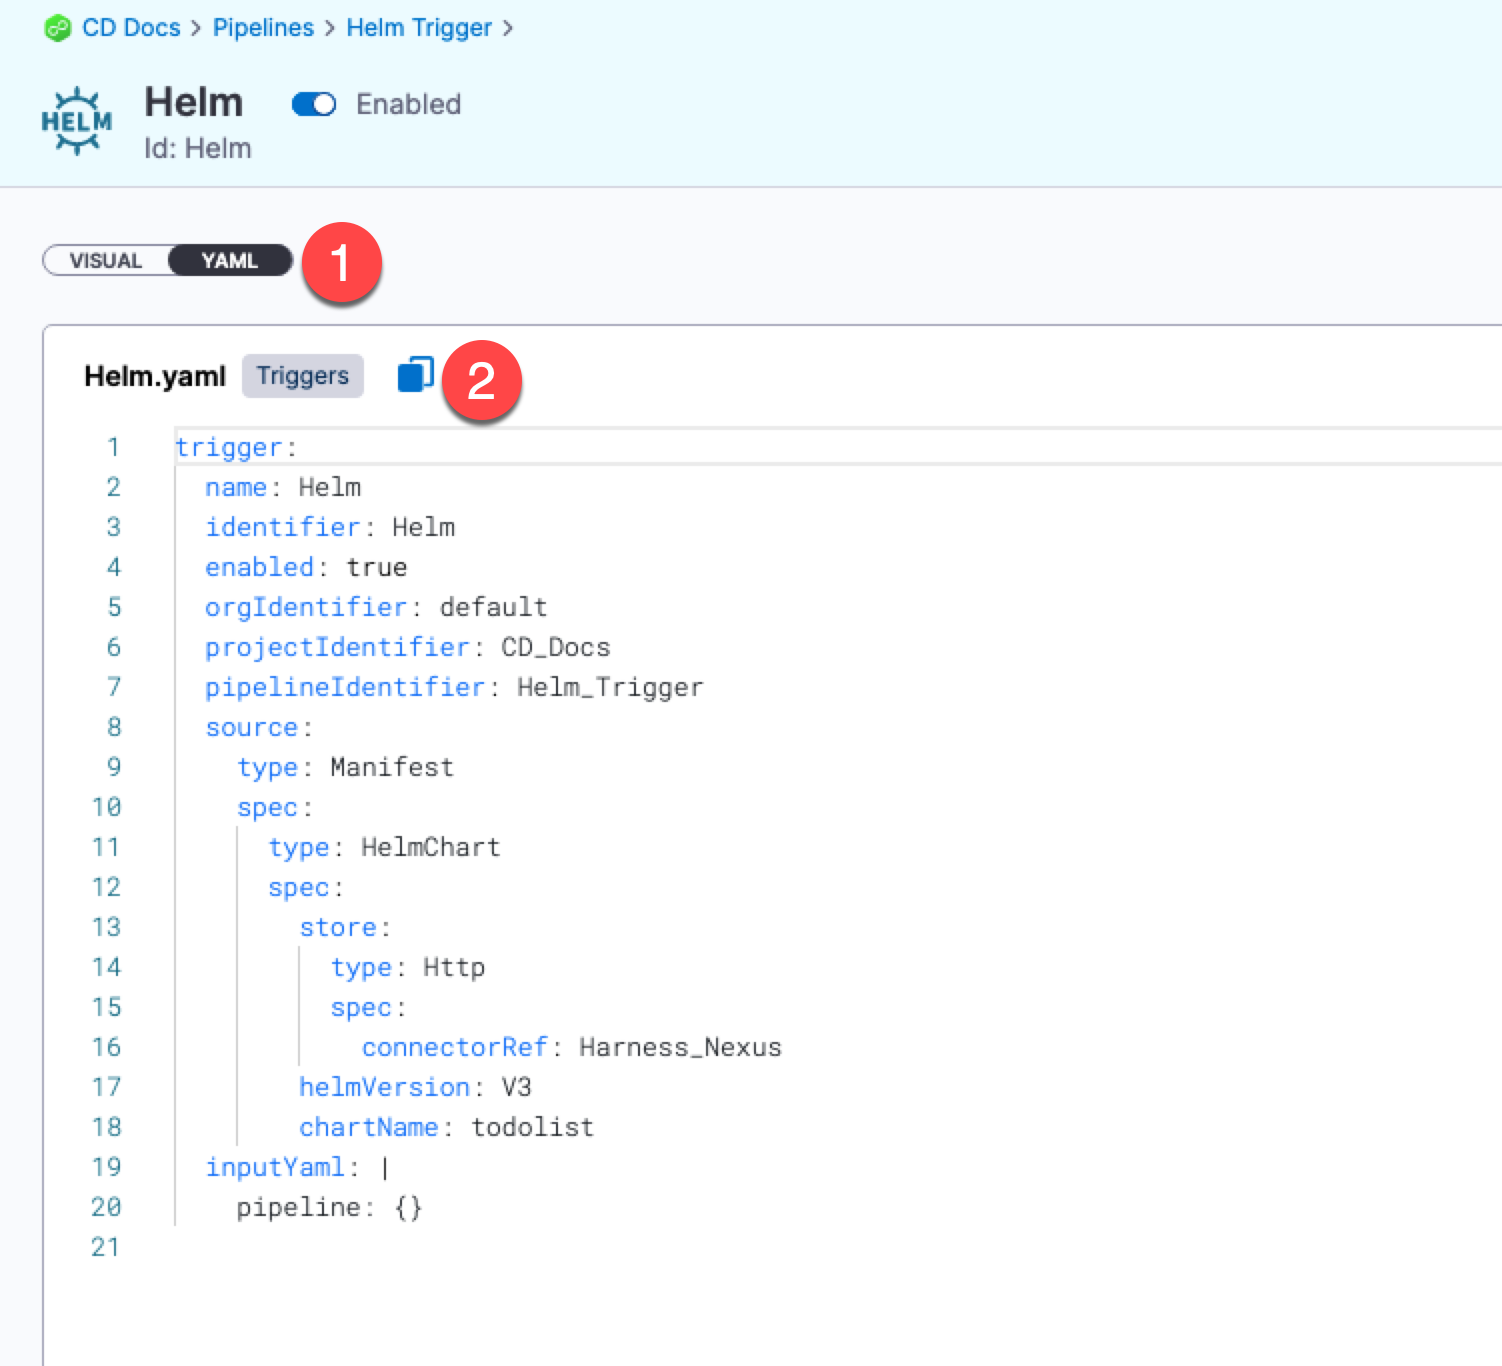 CD Docs > Pipelines > Helm Trigger >
HELM
Helm Enabled
Id: Helm
VISUAL YAML 1
Helm.yaml Triggers 2
1 trigger:
2   name: Helm
3   identifier: Helm
4   enabled: true
5   orgIdentifier: default
6   projectIdentifier: CD_Docs
7   pipelineIdentifier: Helm_Trigger
8   source:
9     type: Manifest
10     spec:
11       type: HelmChart
12       spec:
13         store:
14           type: Http
15           spec:
16             connectorRef: Harness_Nexus
17         helmVersion: V3
18         chartName: todolist
19   inputYaml: |
20     pipeline: {}
21